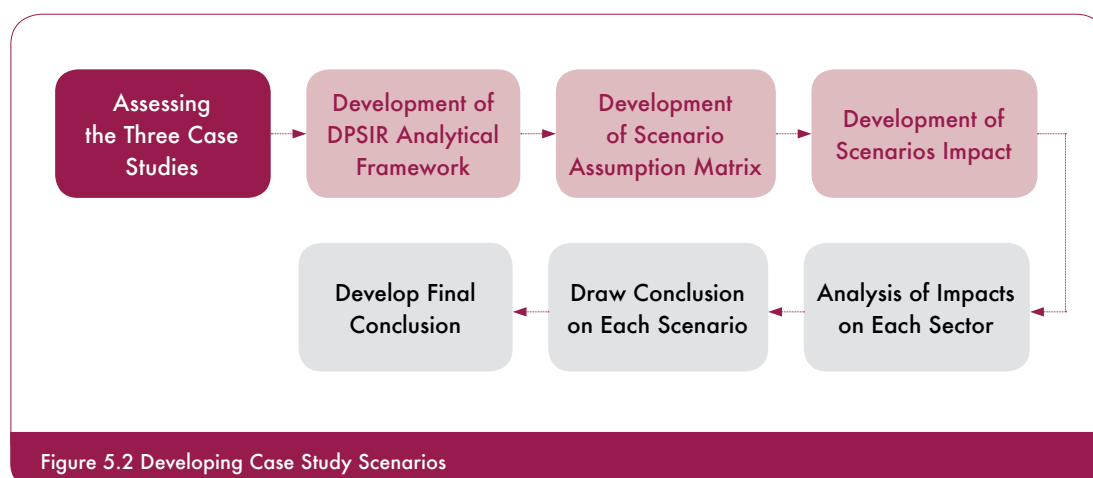 Assessing
the Three Case
Studies
Development of
DPSIR Analytical
Framework
Development
of Scenario
Assumption Matrix
Development of
Scenarios Impact
Analysis of Impacts
on Each Sector
Draw Conclusion
on Each Scenario
Develop Final
Conclusion
Figure 5.2 Developing Case Study Scenarios